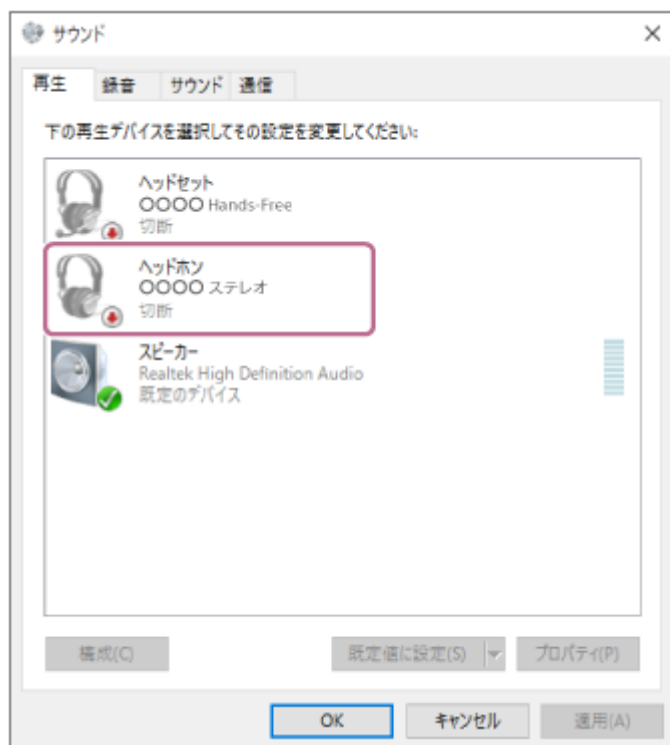 サウンド
再生 録音 サウンド 通信
下の再生デバイスを選択してその設定を変更してください:
ヘッドセット
〇〇〇〇 Hands-Free
切断
ヘッドホン
〇〇〇〇 ステレオ
切断
スピーカー
Realtek High Definition Audio
既定のデバイス
構成(C) 既定値に設定(S) プロパティ(P)
OK キャンセル 適用(A)